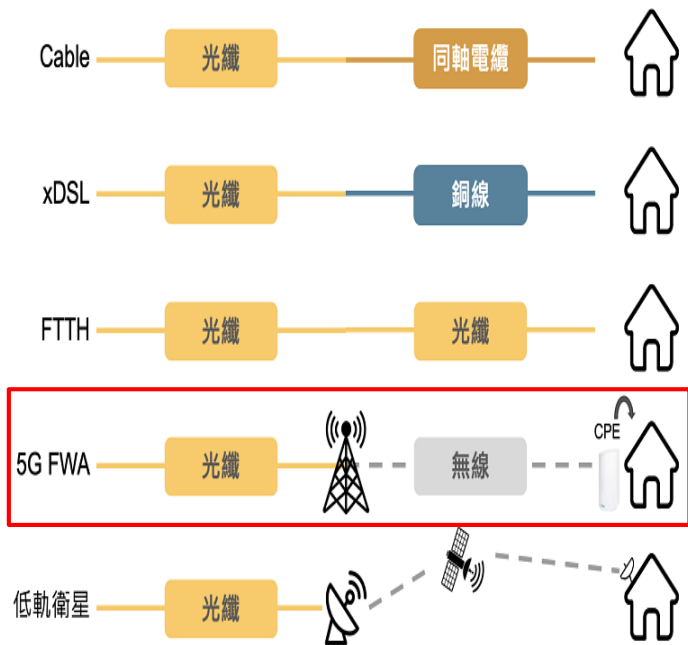 Cable 光纖 同軸電纜
xDSL 光纖 銅線
FTTH 光纖 光纖
CPE
5G FWA 光纖 無線
低軌衛星 光纖